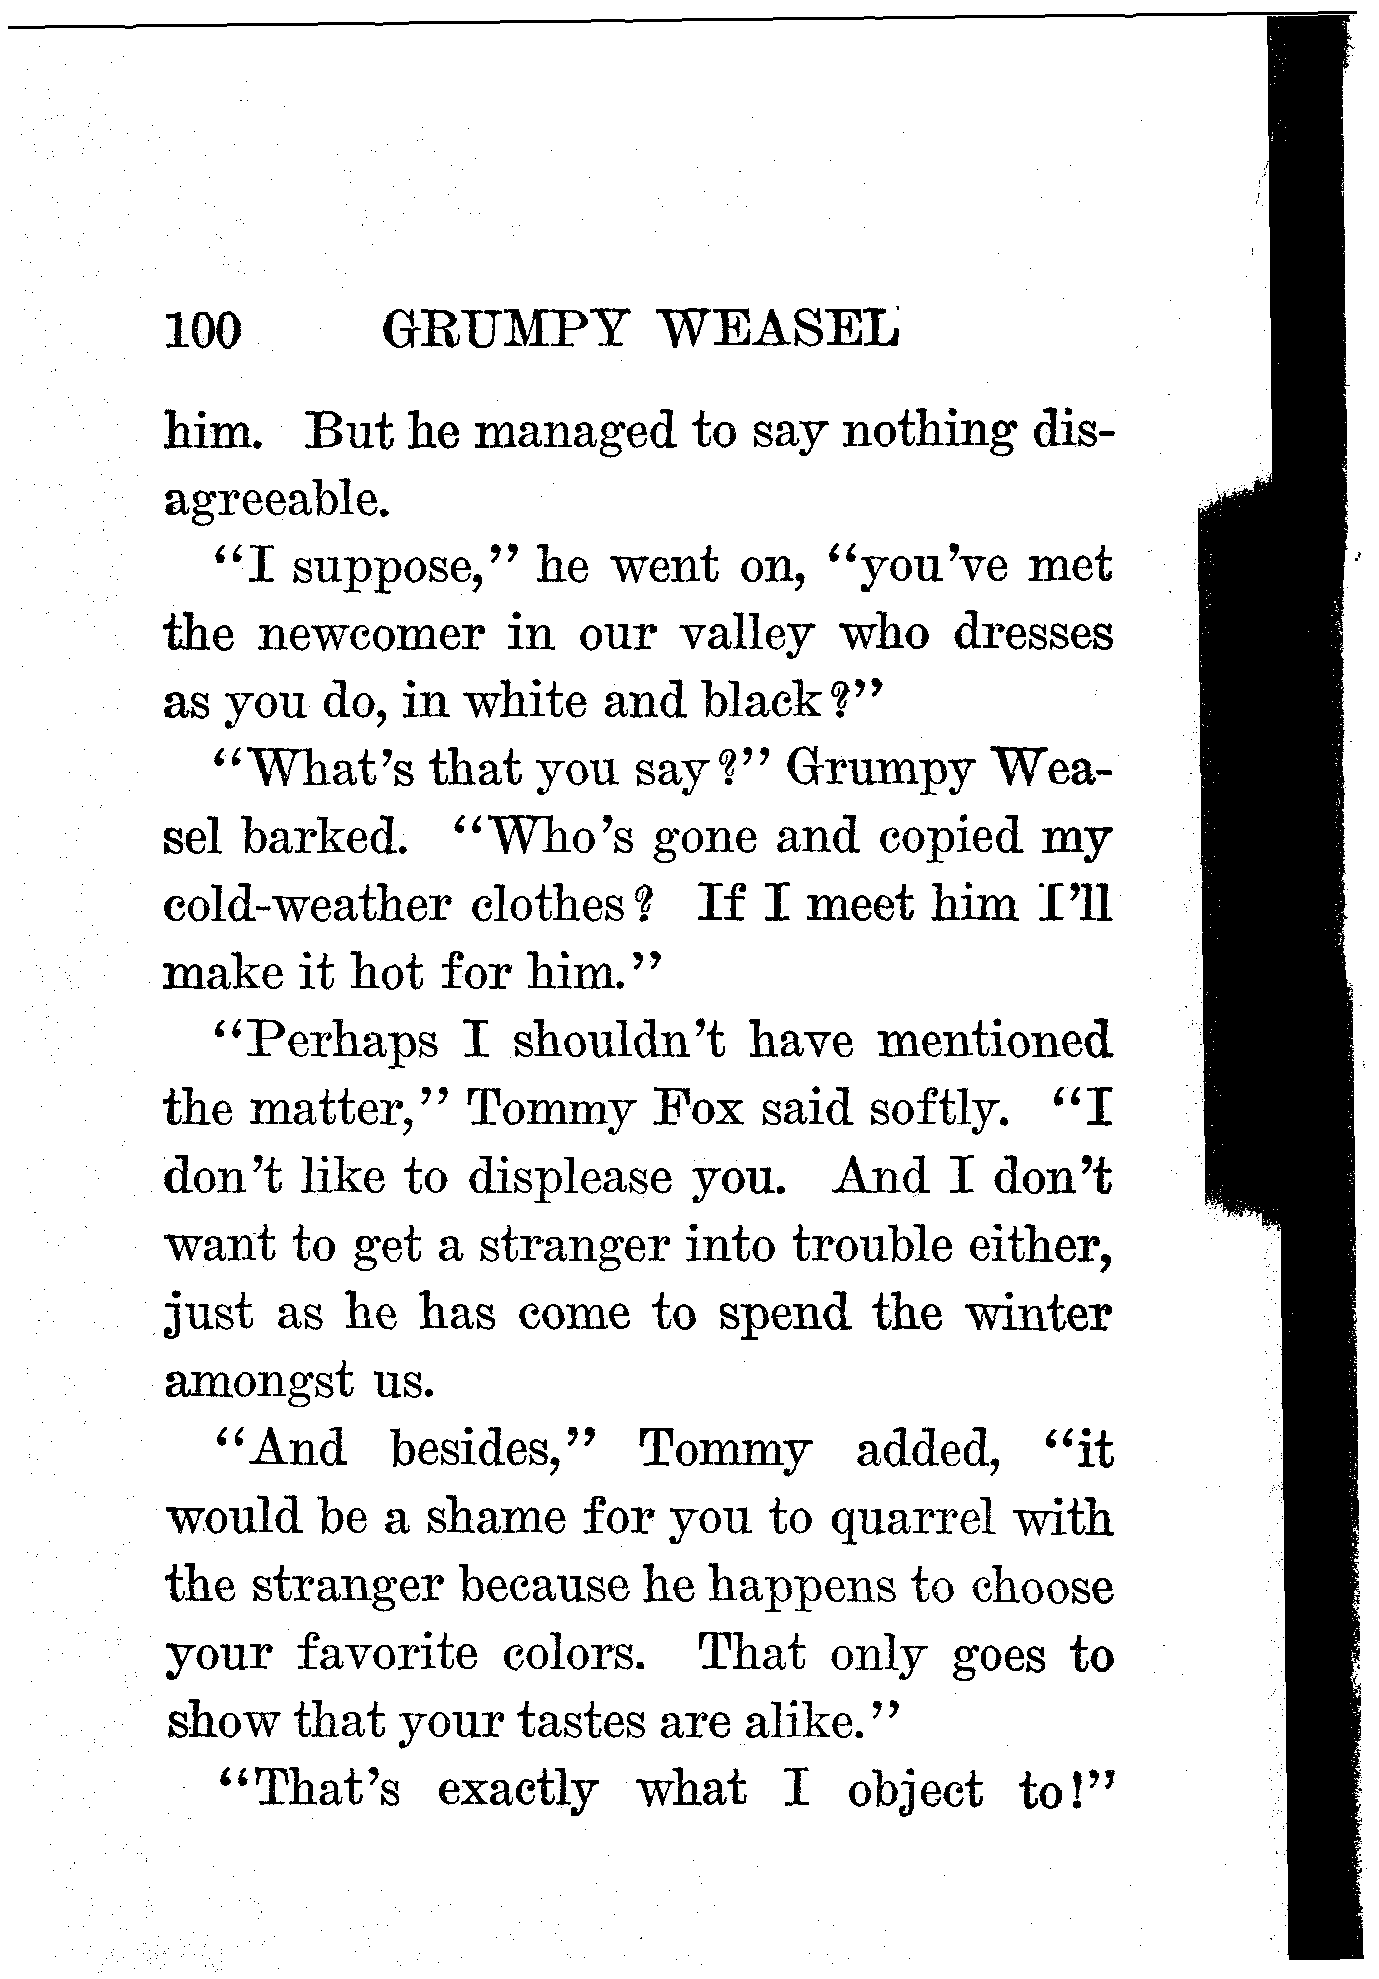 100 GRUMPY WEASEL
him. But he managed to say nothing dis-
agreeable.
"I suppose," he went on, "you've met
the newcomer in our valley who dresses
as you do, in white and black?"
"What's that you say?" Grumpy Wea-
sel barked. "Who's gone and copied my
cold-weather clothes? If I meet him I'll
make it hot for him."
"Perhaps I shouldn't have mentioned
the matter," Tommy Fox said softly. "I
don't like to displease you. And I don't
want to get a stranger into trouble either,
just as he has come to spend the winter
amongst us.
"And besides," Tommy added, "it
would be a shame for you to quarrel with
the stranger because he happens to choose
your favorite colors. That only goes to
show that your tastes are alike."
"That's exactly what I object to!"